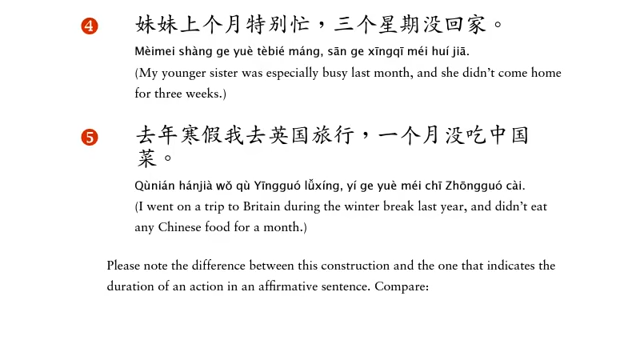 4 妹妹上个月特别忙，三个星期没回家。
Mèimei shàng ge yuè tèbié máng, sān ge xīngqī méi huí jiā.
(My younger sister was especially busy last month, and she didn't come home
for three weeks.)
5 去年寒假我去英国旅行，一个月没吃中国
菜。
Qùnián hánjià wǒ qù Yīngguó lǚxíng, yí ge yuè méi chī Zhōngguó cài.
(I went on a trip to Britain during the winter break last year, and didn't eat
any Chinese food for a month.)
Please note the difference between this construction and the one that indicates the
duration of an action in an affirmative sentence. Compare: